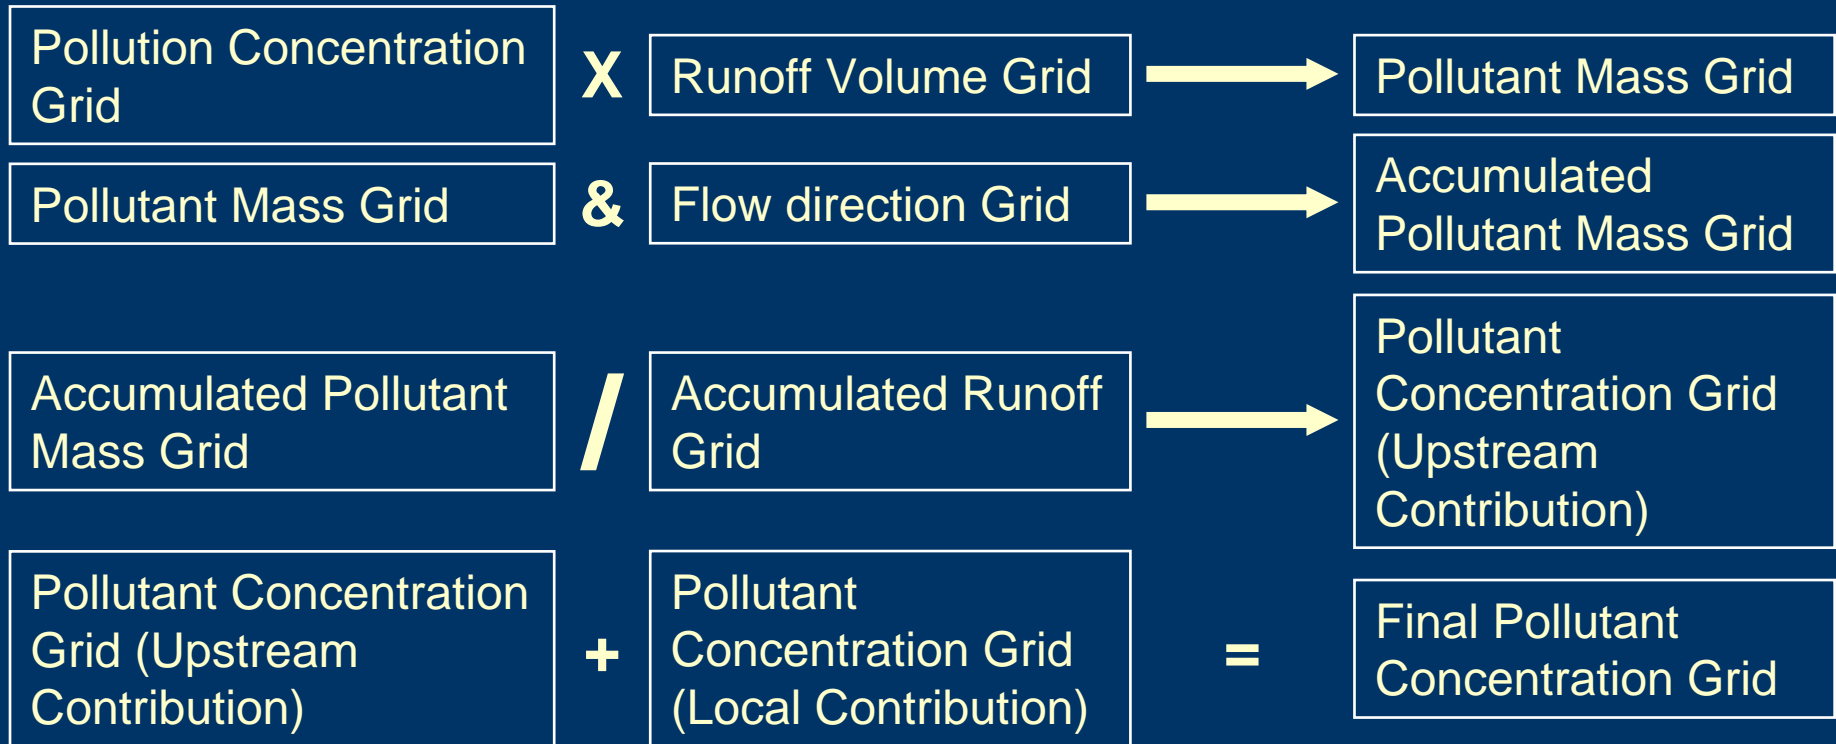 Pollution Concentration
Grid
X
Runoff Volume Grid
Pollutant Mass Grid
Pollutant Mass Grid
&
Flow direction Grid
Accumulated
Pollutant Mass Grid
Accumulated Pollutant
Mass Grid
/
Accumulated Runoff
Grid
Pollutant
Concentration Grid
(Upstream
Contribution)
Pollutant Concentration
Grid (Upstream
Contribution)
+
Pollutant
Concentration Grid
(Local Contribution)
=
Final Pollutant
Concentration Grid